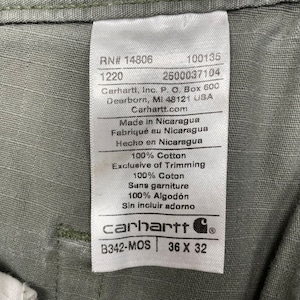 RN# 14806 100135
1220 2500037104
Carhartt, Inc. P.O. Box 600
Dearborn, MI 48121 USA
Carhartt.com
Made in Nicaragua
Fabriqué au Nicaragua
Hecho en Nicaragua
100% Cotton
Exclusive of Trimming
100% Coton
Sans garniture
100% Algodón
Sin incluir adorno
carhartt
B342-MOS 36 X 32